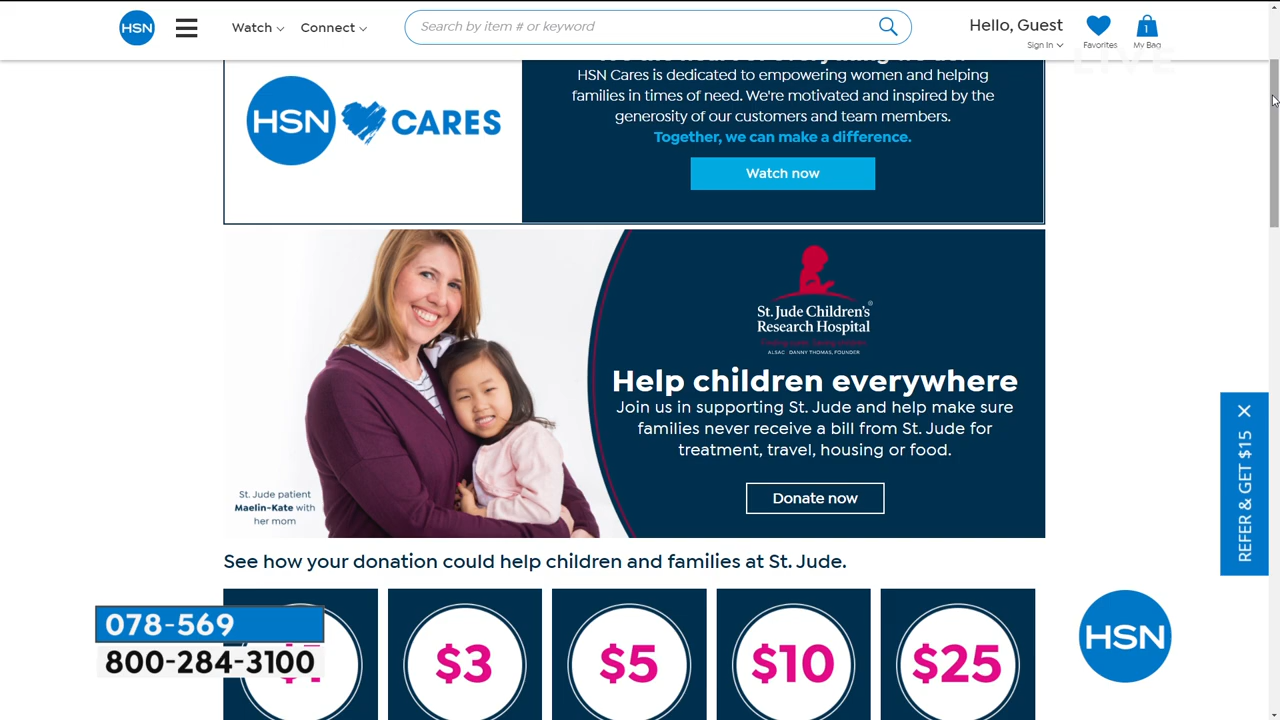 HSN
Watch
Connect
Search by item # or keyword
Hello, Guest
Sign In
Favorites
1
My Bag
LIVE
HSN Cares is dedicated to empowering women and helping
families in times of need. We're motivated and inspired by the
generosity of our customers and team members.
Together, we can make a difference.
Watch now
HSN CARES
St. Jude Children's
Research Hospital
Finding cures. Saving children.
ALSAC · DANNY THOMAS, FOUNDER
Help children everywhere
Join us in supporting St. Jude and help make sure
families never receive a bill from St. Jude for
treatment, travel, housing or food.
Donate now
St. Jude patient
Maelin-Kate with
her mom
REFER & GET $15
See how your donation could help children and families at St. Jude.
$3
$5
$10
$25
078-569
800-284-3100
HSN